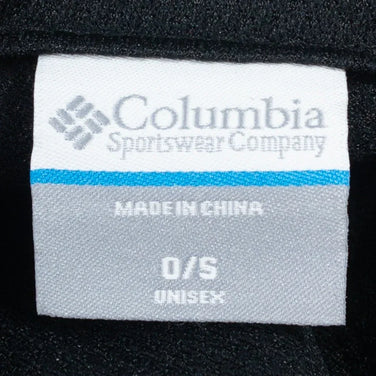 Columbia
Sportswear Company
MADE IN CHINA
O/S
UNISEX